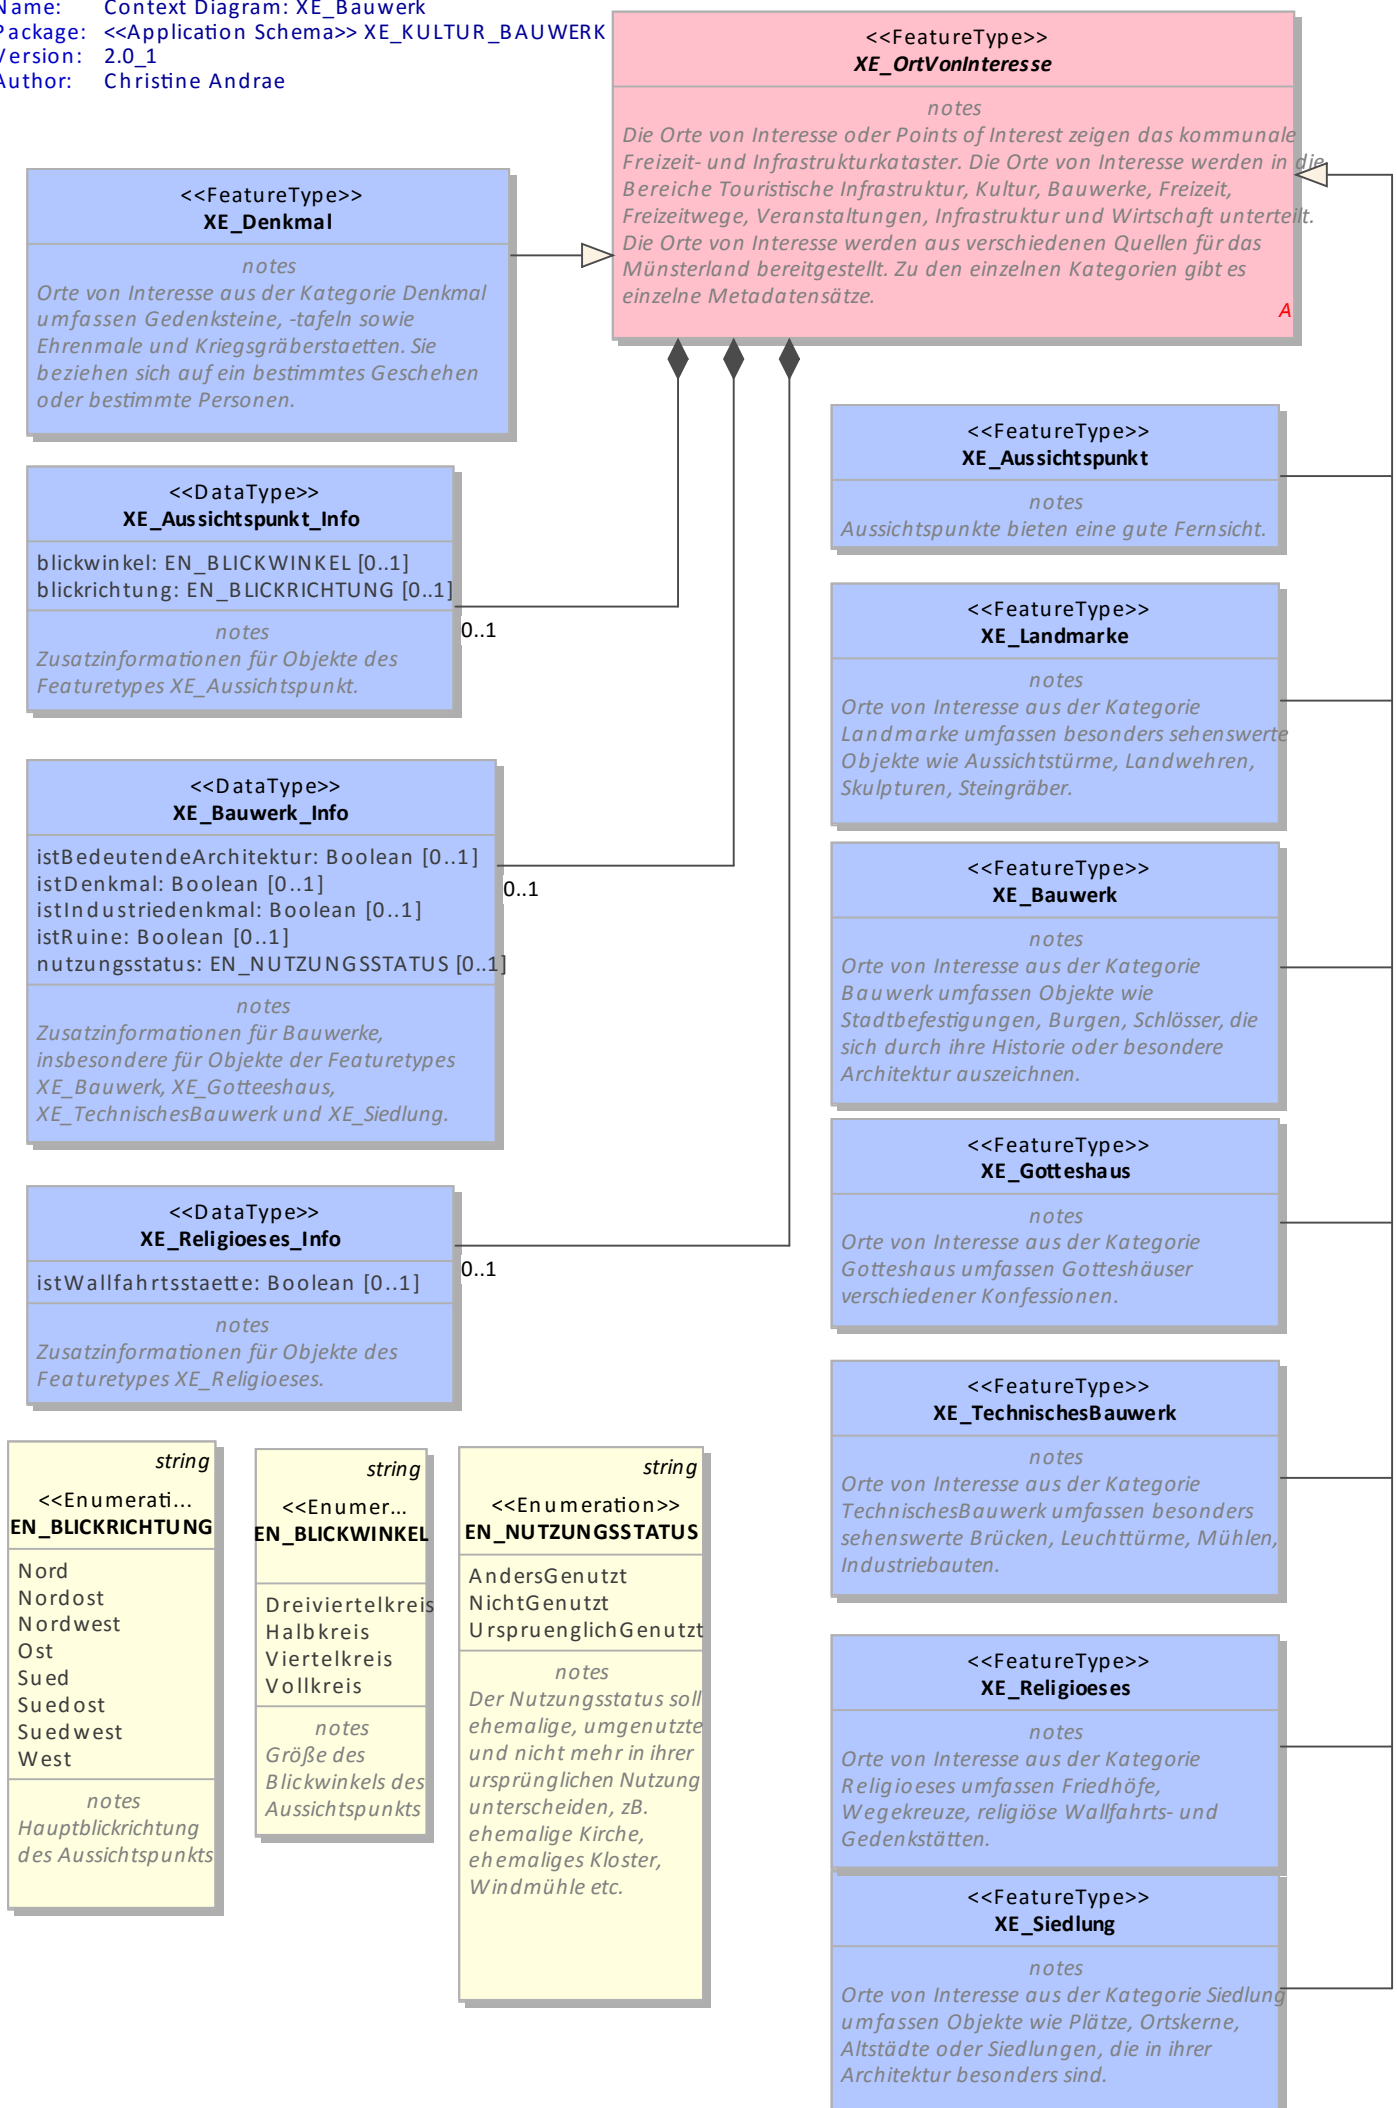 Name: Context Diagram: XE_Bauwerk
Package: <<Application Schema>> XE_KULTUR_BAUWERK
Version: 2.0_1
Author: Christine Andrae
<<FeatureType>>
XE_OrtVonInteresse
notes
Die Orte von Interesse oder Points of Interest zeigen das kommunale
Freizeit- und Infrastrukturkataster. Die Orte von Interesse werden in die
Bereiche Touristische Infrastruktur, Kultur, Bauwerke, Freizeit,
Freizeitwege, Veranstaltungen, Infrastruktur und Wirtschaft unterteilt.
Die Orte von Interesse werden aus verschiedenen Quellen für das
Münsterland bereitgestellt. Zu den einzelnen Kategorien gibt es
einzelne Metadatensätze.
A
<<FeatureType>>
XE_Denkmal
notes
Orte von Interesse aus der Kategorie Denkmal
umfassen Gedenksteine, -tafeln sowie
Ehrenmale und Kriegsgräberstaetten. Sie
beziehen sich auf ein bestimmtes Geschehen
oder bestimmte Personen.
<<DataType>>
XE_Aussichtspunkt_Info
blickwinkel: EN_BLICKWINKEL [0..1]
blickrichtung: EN_BLICKRICHTUNG [0..1]
notes
Zusatzinformationen für Objekte des
Featuretypes XE_Aussichtspunkt.
0..1
<<DataType>>
XE_Bauwerk_Info
istBedeutendeArchitektur: Boolean [0..1]
istDenkmal: Boolean [0..1]
istIndustriedenkmal: Boolean [0..1]
istRuine: Boolean [0..1]
nutzungsstatus: EN_NUTZUNGSSTATUS [0..1]
notes
Zusatzinformationen für Bauwerke,
insbesondere für Objekte der Featuretypes
XE_Bauwerk, XE_Gotteeshaus,
XE_TechnischesBauwerk und XE_Siedlung.
0..1
<<DataType>>
XE_Religioeses_Info
istWallfahrtsstaette: Boolean [0..1]
notes
Zusatzinformationen für Objekte des
Featuretypes XE_Religioeses.
0..1
string
<<Enumerati...
EN_BLICKRICHTUNG
Nord
Nordost
Nordwest
Ost
Sued
Suedost
Suedwest
West
notes
Hauptblickrichtung
des Aussichtspunkts
string
<<Enumer...
EN_BLICKWINKEL
Dreiviertelkreis
Halbkreis
Viertelkreis
Vollkreis
notes
Größe des
Blickwinkels des
Aussichtspunkts
string
<<Enumeration>>
EN_NUTZUNGSSTATUS
AndersGenutzt
NichtGenutzt
UrspruenglichGenutzt
notes
Der Nutzungsstatus soll
ehemalige, umgenutzte
und nicht mehr in ihrer
ursprünglichen Nutzung
unterscheiden, zB.
ehemalige Kirche,
ehemaliges Kloster,
Windmühle etc.
<<FeatureType>>
XE_Aussichtspunkt
notes
Aussichtspunkte bieten eine gute Fernsicht.
<<FeatureType>>
XE_Landmarke
notes
Orte von Interesse aus der Kategorie
Landmarke umfassen besonders sehenswerte
Objekte wie Aussichtstürme, Landwehren,
Skulpturen, Steingräber.
<<FeatureType>>
XE_Bauwerk
notes
Orte von Interesse aus der Kategorie
Bauwerk umfassen Objekte wie
Stadtbefestigungen, Burgen, Schlösser, die
sich durch ihre Historie oder besondere
Architektur auszeichnen.
<<FeatureType>>
XE_Gotteshaus
notes
Orte von Interesse aus der Kategorie
Gotteshaus umfassen Gotteshäuser
verschiedener Konfessionen.
<<FeatureType>>
XE_TechnischesBauwerk
notes
Orte von Interesse aus der Kategorie
TechnischesBauwerk umfassen besonders
sehenswerte Brücken, Leuchttürme, Mühlen,
Industriebauten.
<<FeatureType>>
XE_Religioeses
notes
Orte von Interesse aus der Kategorie
Religioeses umfassen Friedhöfe,
Wegekreuze, religiöse Wallfahrts- und
Gedenkstätten.
<<FeatureType>>
XE_Siedlung
notes
Orte von Interesse aus der Kategorie Siedlung
umfassen Objekte wie Plätze, Ortskerne,
Altstädte oder Siedlungen, die in ihrer
Architektur besonders sind.